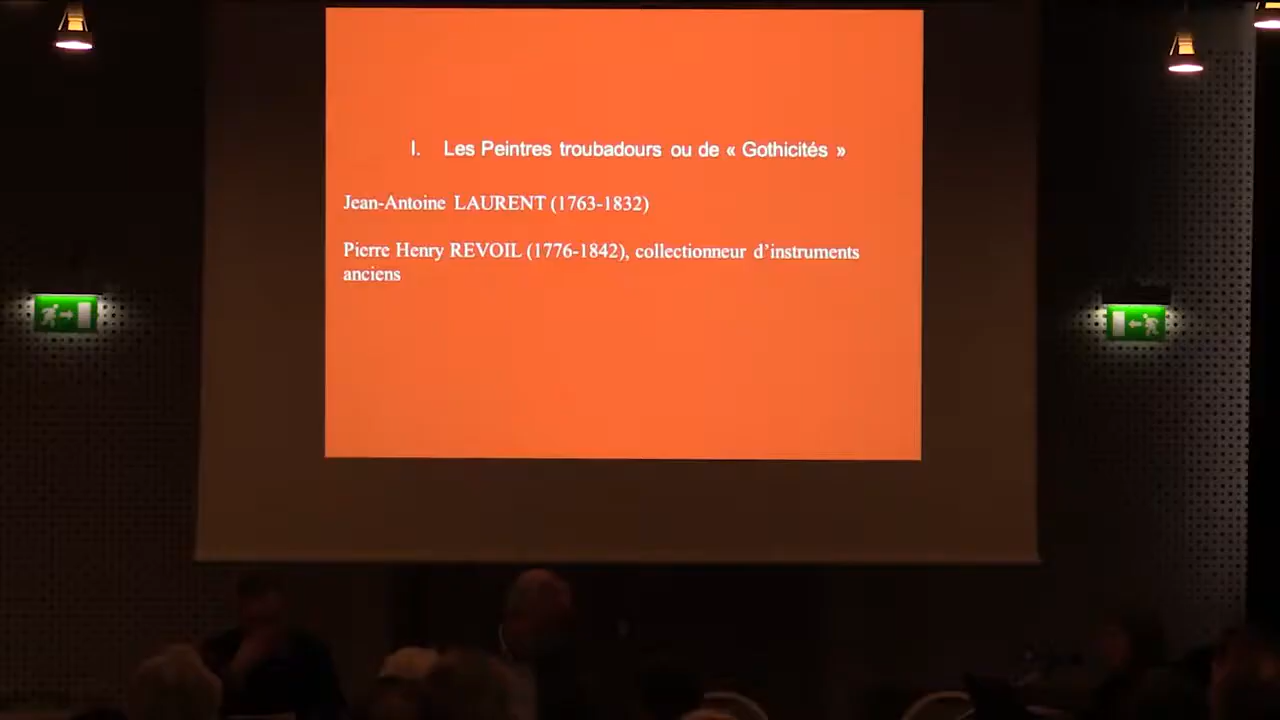 I. Les Peintres troubadours ou de « Gothicités »
Jean-Antoine LAURENT (1763-1832)
Pierre Henry REVOIL (1776-1842), collectionneur d’instruments
anciens